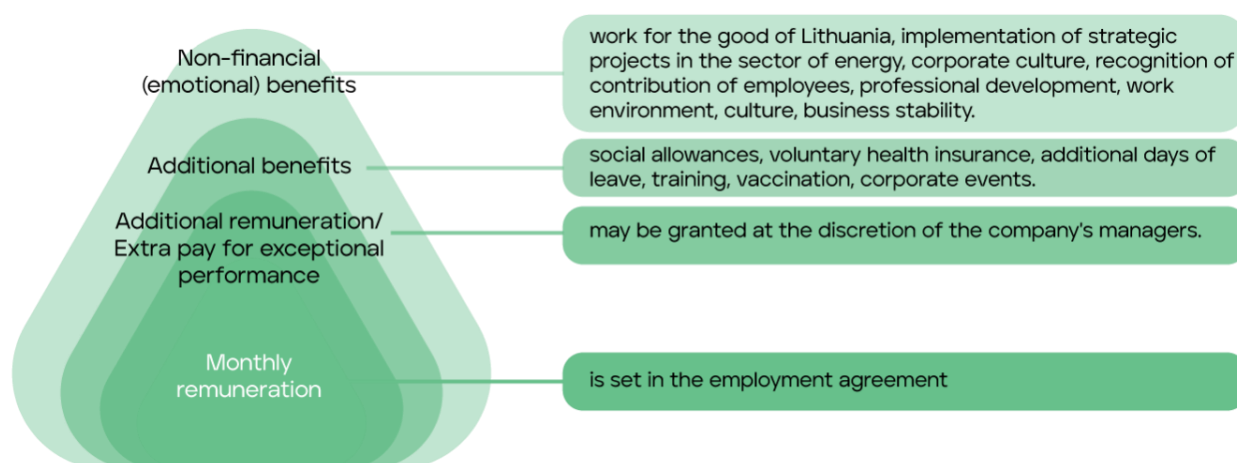 Non-financial
(emotional) benefits
work for the good of Lithuania, implementation of strategic
projects in the sector of energy, corporate culture, recognition of
contribution of employees, professional development, work
environment, culture, business stability.
Additional benefits
social allowances, voluntary health insurance, additional days of
leave, training, vaccination, corporate events.
Additional remuneration/
Extra pay for exceptional
performance
may be granted at the discretion of the company's managers.
Monthly
remuneration
is set in the employment agreement